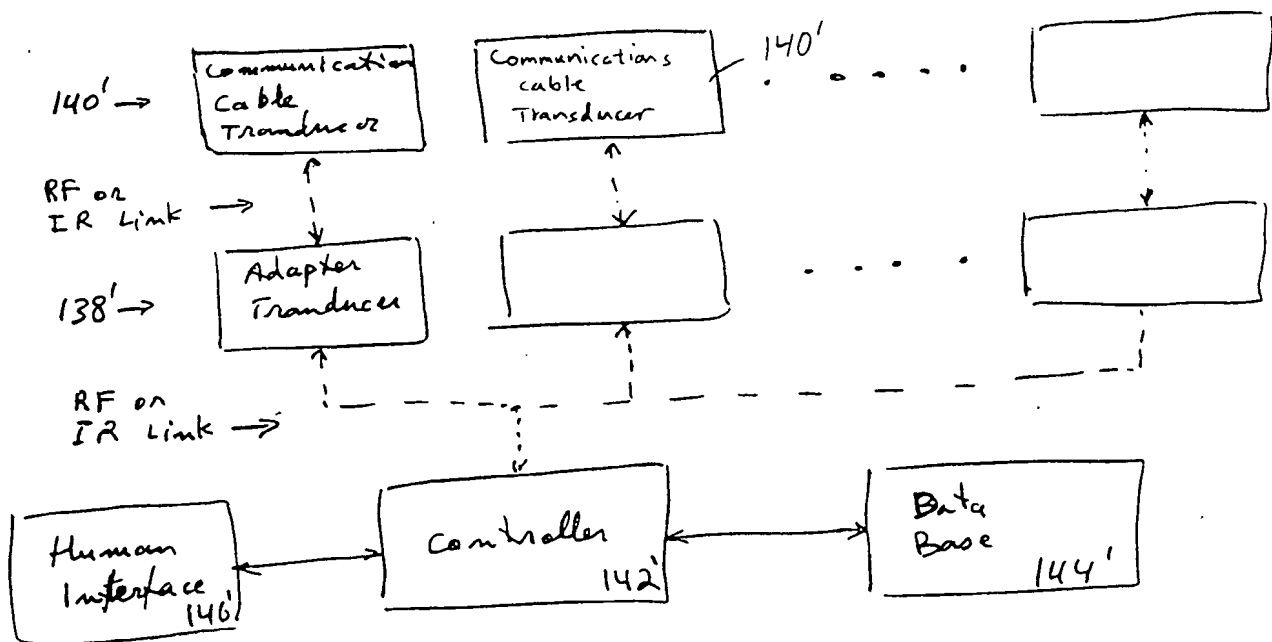 140'
Communication
Cable
Tranducer
Communications
cable
Transducer
140'
RF or
IR Link
138'
Adapter
Tranducer
RF or
IR Link
Human
Interface
146'
Controller
142'
Data
Base
144'